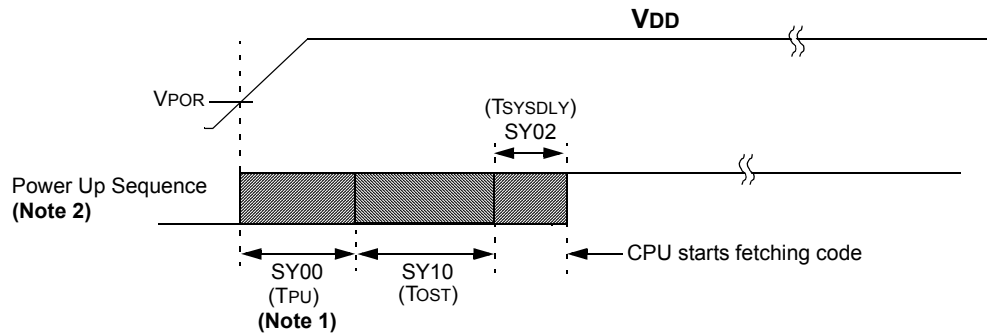 VDD
VPOR
(TSYSDLY)
SY02
Power Up Sequence
(Note 2)
CPU starts fetching code
SY00
(TPU)
(Note 1)
SY10
(TOST)